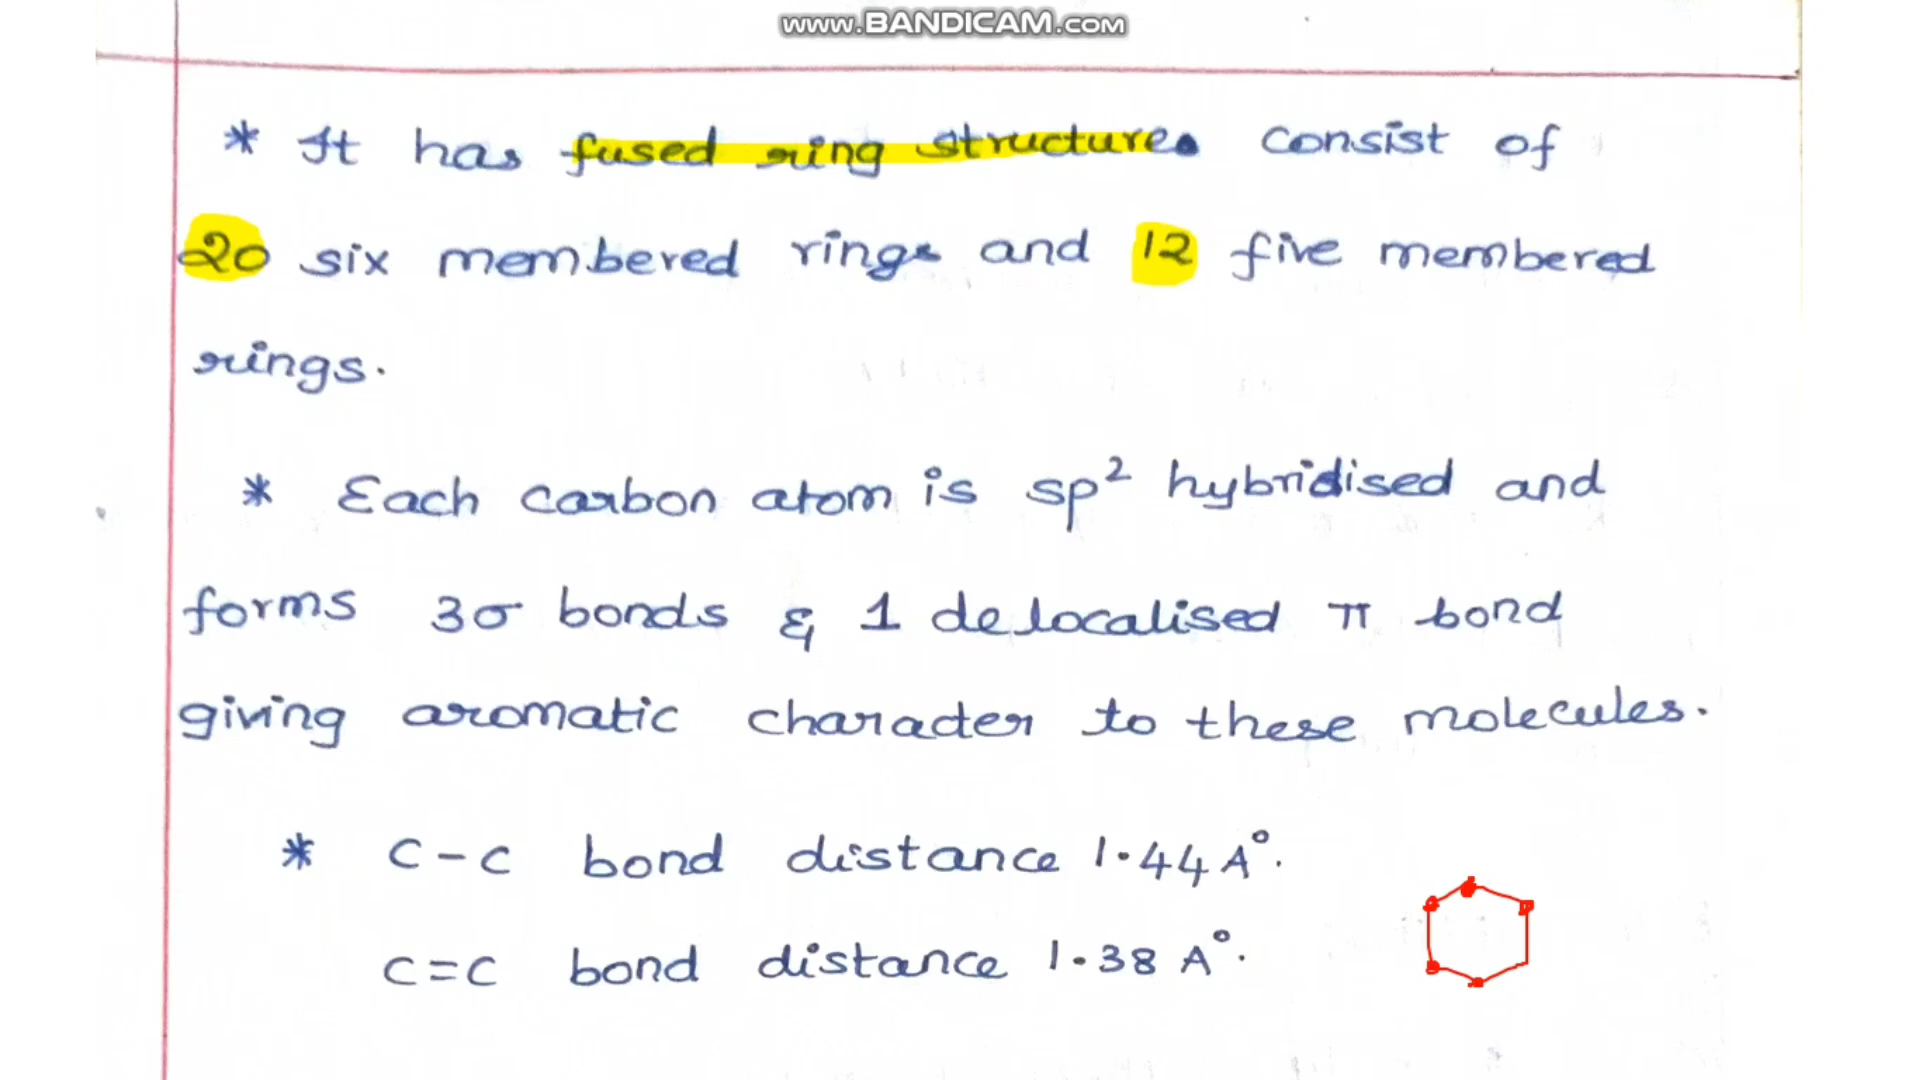 www.BANDICAM.com
* It has fused ring structure. consist of
20 six membered rings and 12 five membered
rings.
* Each carbon atom is sp² hybridised and
forms 3σ bonds & 1 delocalised π bond
giving aromatic character to these molecules.
* C-C bond distance 1.44 A°.
C=C bond distance 1.38 A°.